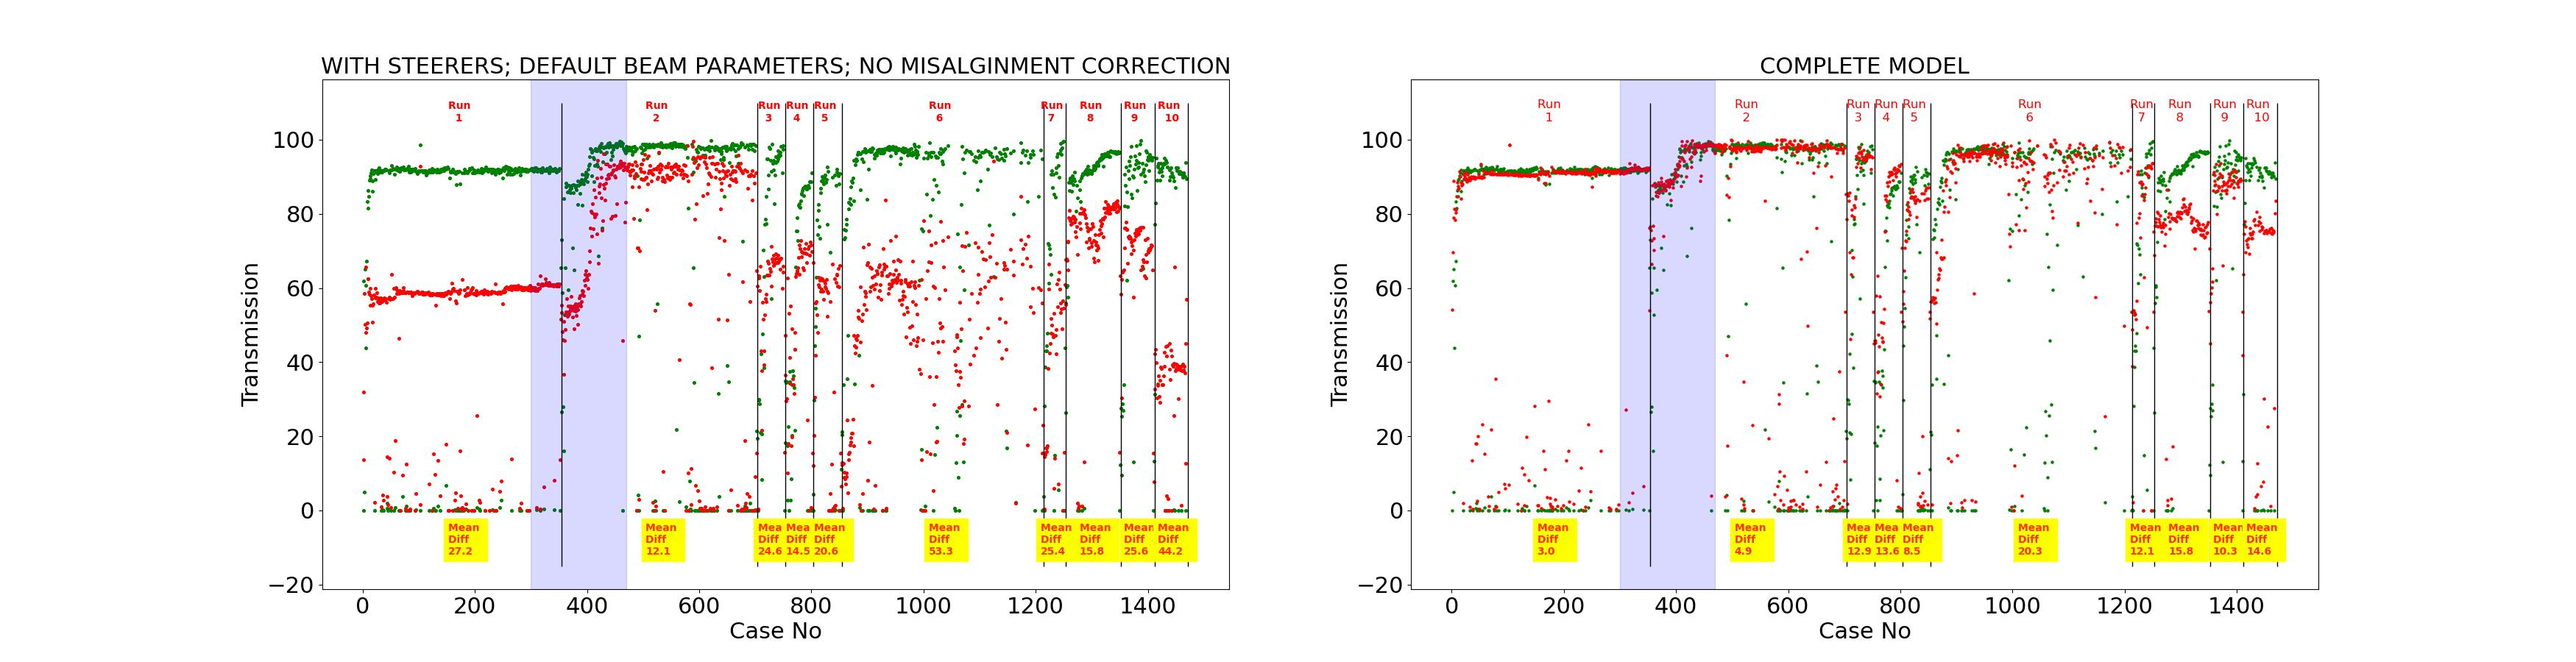 WITH STEERERS; DEFAULT BEAM PARAMETERS; NO MISALGINMENT CORRECTION
Run 1
Run 2
Run 3
Run 4
Run 5
Run 6
Run 7
Run 8
Run 9
Run 10
100
80
60
40
20
0
−20
Transmission
Mean Diff 27.2
Mean Diff 12.1
Mea Diff 24.6
Mea Diff 14.5
Mean Diff 20.6
Mean Diff 53.3
Mean Diff 25.4
Mean Diff 15.8
Mean Diff 25.6
Mean Diff 44.2
0 200 400 600 800 1000 1200 1400
Case No
COMPLETE MODEL
Run 1
Run 2
Run 3
Run 4
Run 5
Run 6
Run 7
Run 8
Run 9
Run 10
100
80
60
40
20
0
−20
Transmission
Mean Diff 3.0
Mean Diff 4.9
Mea Diff 12.9
Mea Diff 13.6
Mean Diff 8.5
Mean Diff 20.3
Mean Diff 12.1
Mean Diff 15.8
Mean Diff 10.3
Mean Diff 14.6
0 200 400 600 800 1000 1200 1400
Case No